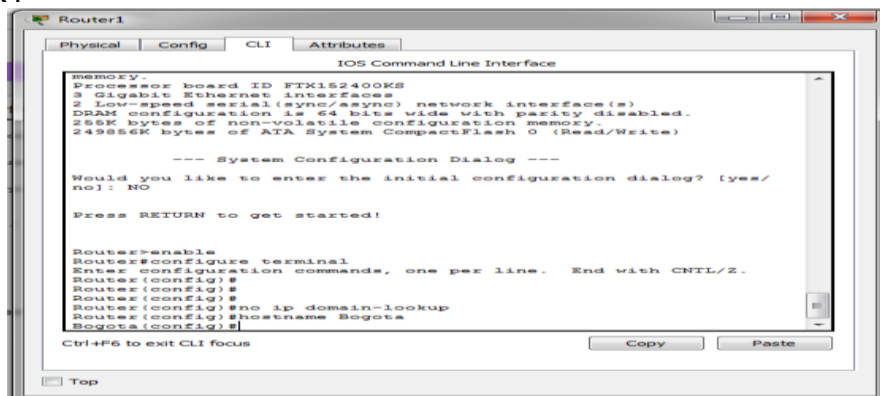 Router1
Physical Config CLI Attributes
IOS Command Line Interface
memory.
Processor board ID FTX152400KS
3 Gigabit Ethernet interfaces
2 Low-speed serial(sync/async) network interface(s)
DRAM configuration is 64 bits wide with parity disabled.
255K bytes of non-volatile configuration memory.
249856K bytes of ATA System CompactFlash 0 (Read/Write)
--- System Configuration Dialog ---
Would you like to enter the initial configuration dialog? [yes/
no]: NO
Press RETURN to get started!
Router>enable
Router#configure terminal
Enter configuration commands, one per line. End with CNTL/Z.
Router(config)#
Router(config)#
Router(config)#
Router(config)#no ip domain-lookup
Router(config)#hostname Bogota
Bogota(config)#
Ctrl+F6 to exit CLI focus
Copy Paste
Top